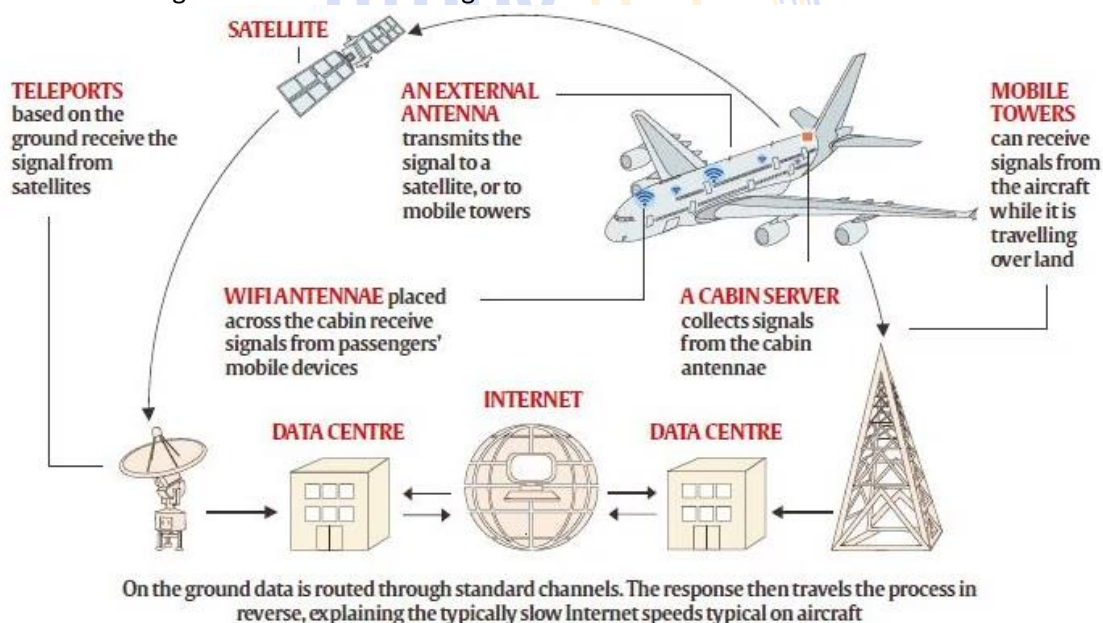 SATELLITE
TELEPORTS
based on the
ground receive the
signal from
satellites
AN EXTERNAL
ANTENNA
transmits the
signal to a
satellite, or to
mobile towers
MOBILE
TOWERS
can receive
signals from
the aircraft
while it is
travelling
over land
WIFI ANTENNAE placed
across the cabin receive
signals from passengers'
mobile devices
A CABIN SERVER
collects signals
from the cabin
antennae
INTERNET
DATA CENTRE
DATA CENTRE
On the ground data is routed through standard channels. The response then travels the process in
reverse, explaining the typically slow Internet speeds typical on aircraft